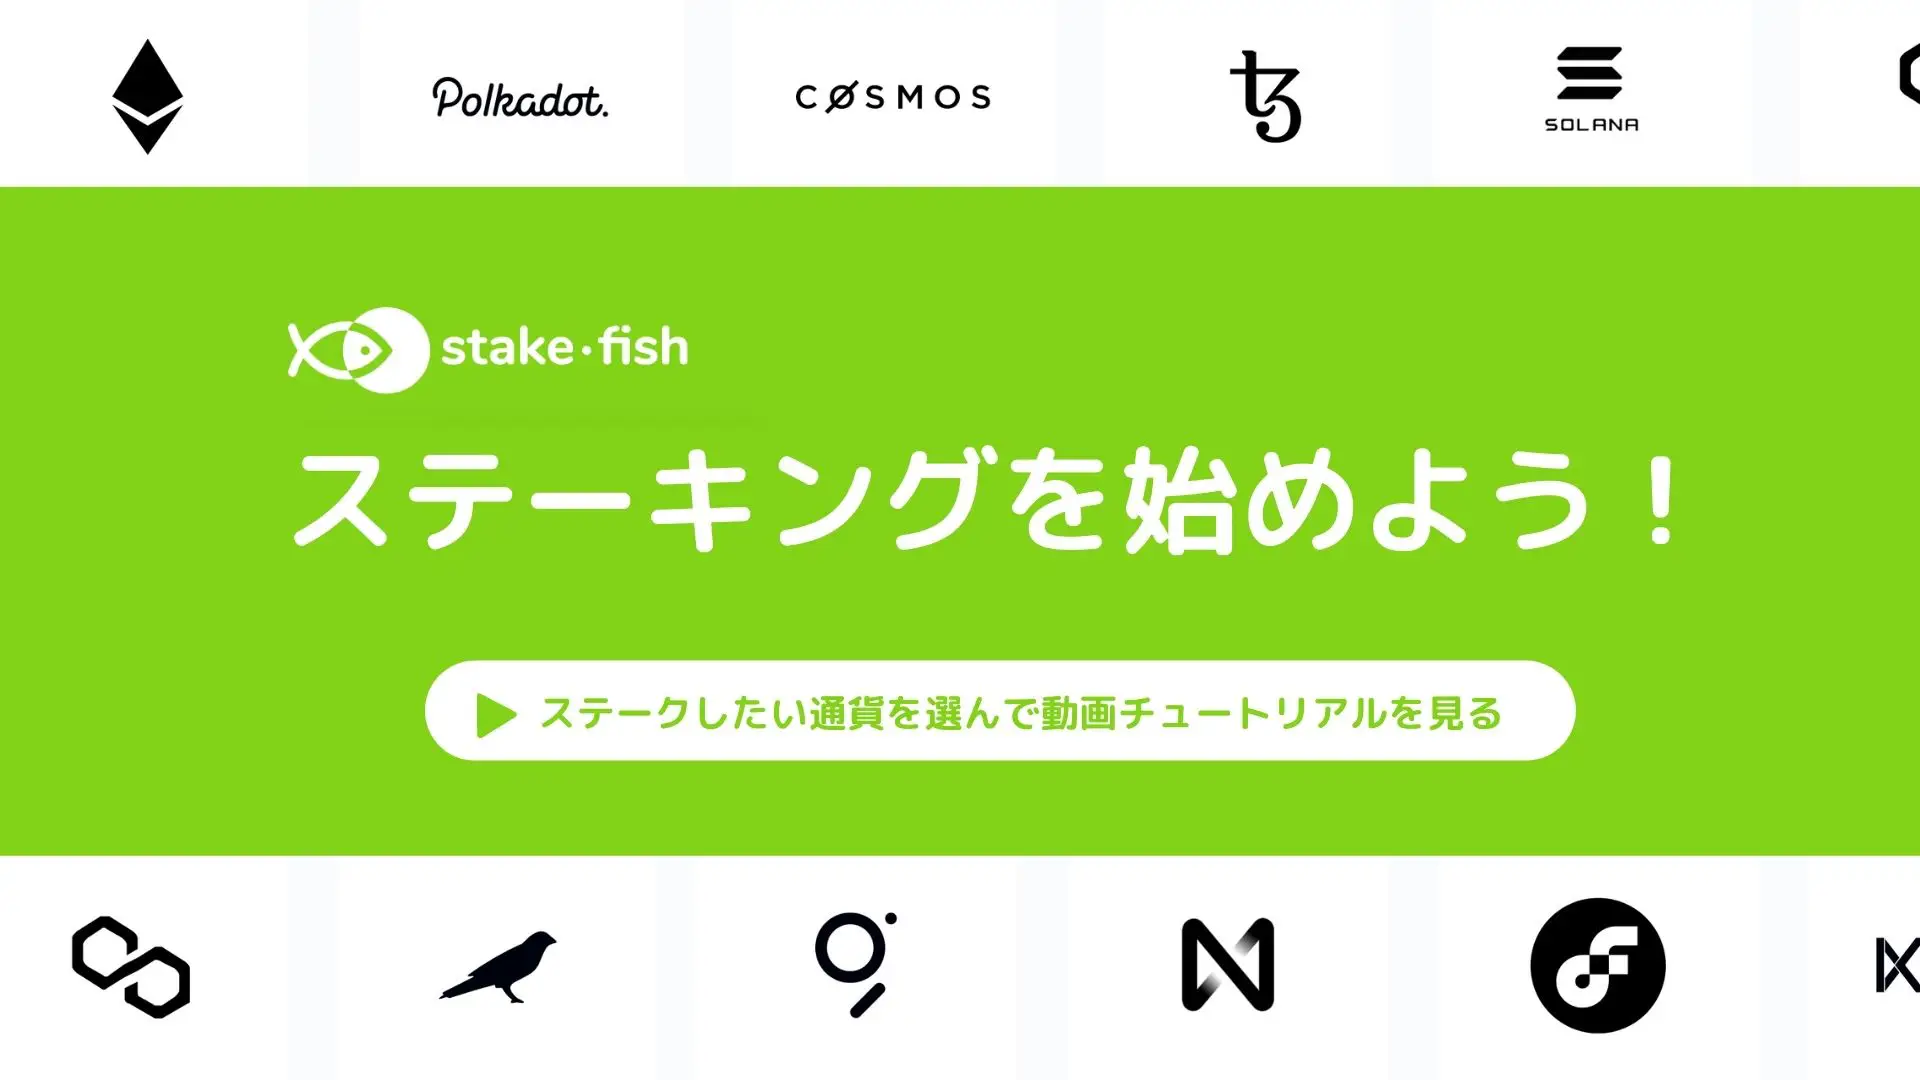 Polkadot.
CØSMOS
SOLANA
stake・fish
ステーキングを始めよう！
ステークしたい通貨を選んで動画チュートリアルを見る